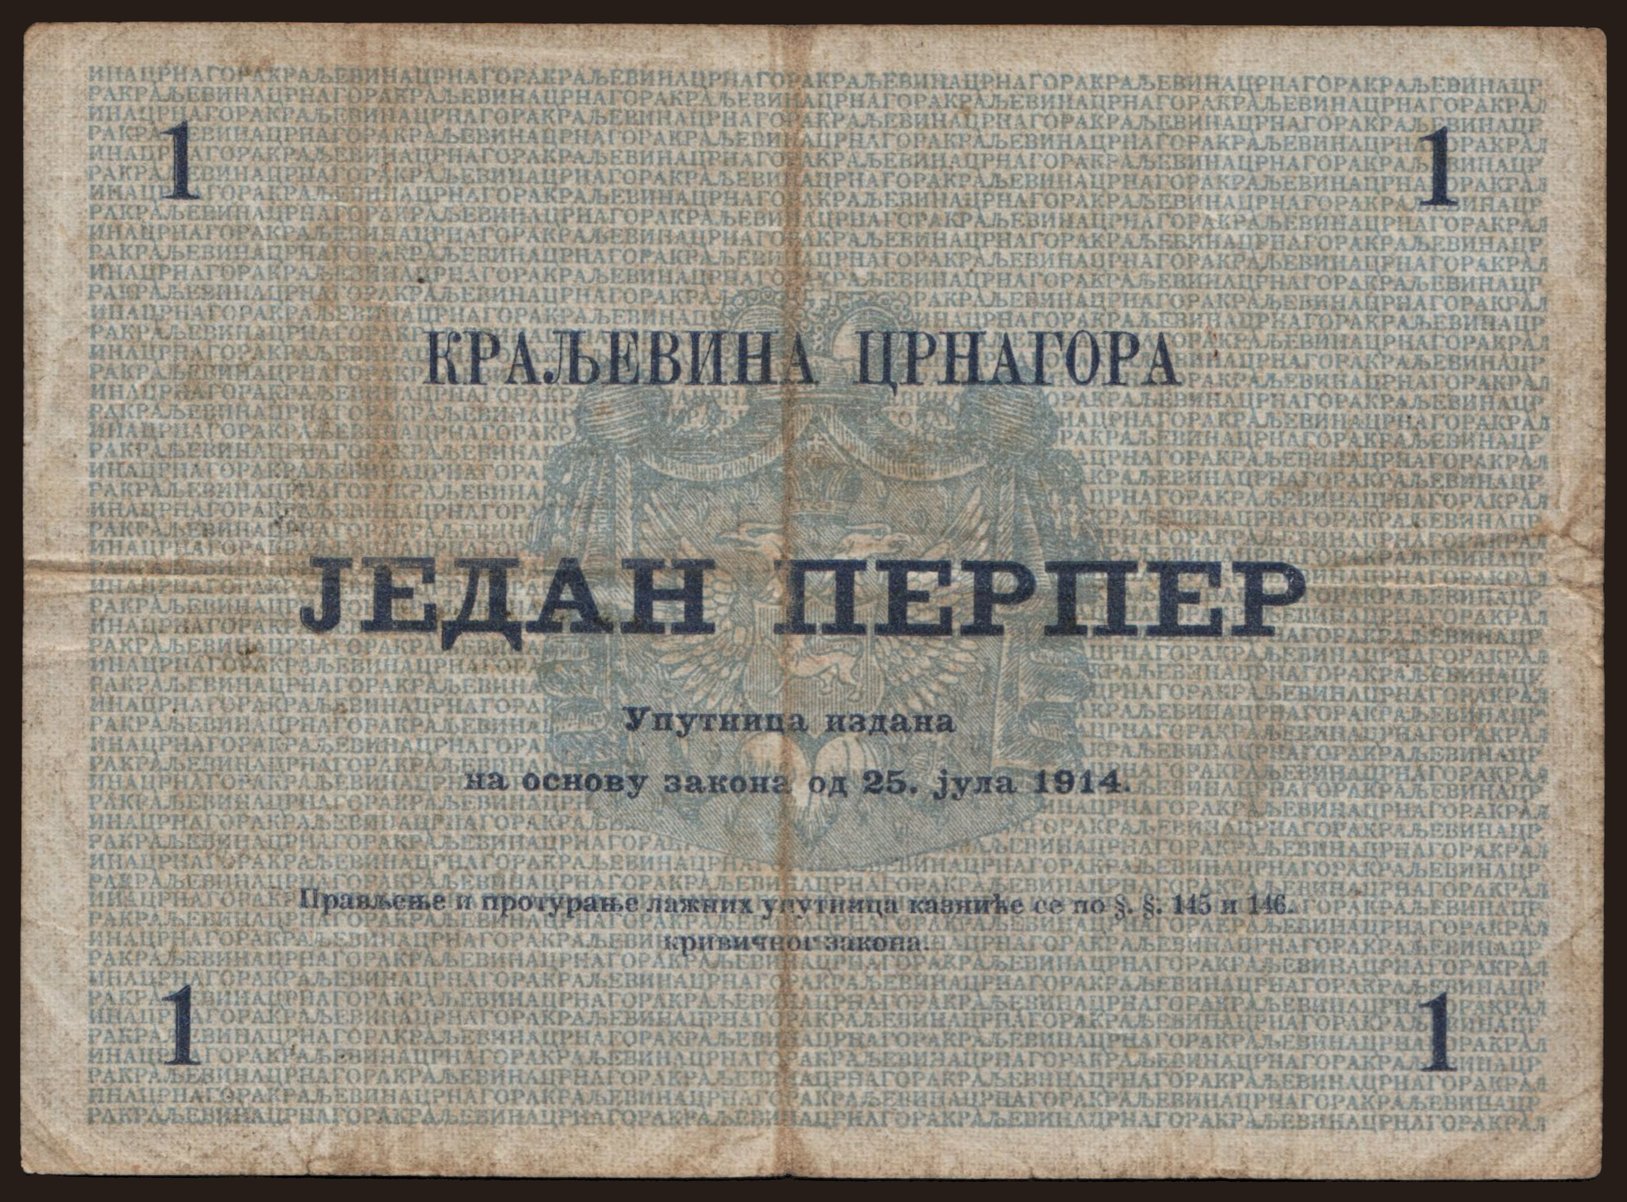 1 1
КРАЉЕВИНА ЦРНАГОРА
ЈЕДАН ПЕРПЕР
Упутница издана
на основу закона од 25. јула 1914.
Прављење и протурање лажних упутница казниће се по §. §. 145 и 146.
кривичног закона.
1 1